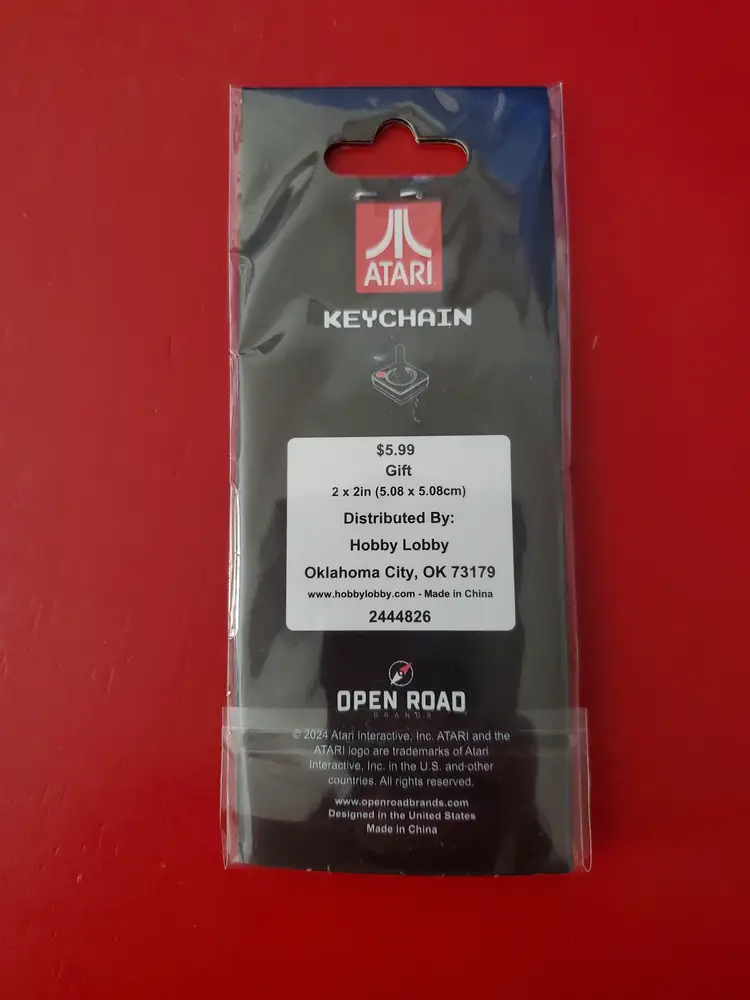 ATARI
KEYCHAIN
$5.99
Gift
2 x 2in (5.08 x 5.08cm)
Distributed By:
Hobby Lobby
Oklahoma City, OK 73179
www.hobbylobby.com - Made in China
2444826
OPEN ROAD
BRANDS
© 2024 Atari Interactive, Inc. ATARI and the
ATARI logo are trademarks of Atari
Interactive, Inc. in the U.S. and other
countries. All rights reserved.
www.openroadbrands.com
Designed in the United States
Made in China